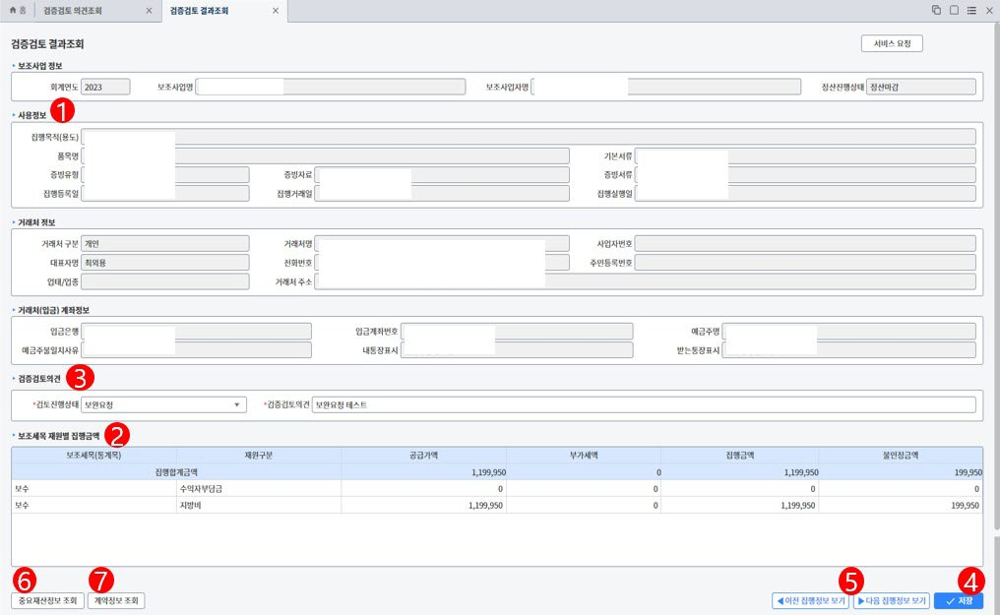 홈 검증검토 의견조회 × 검증검토 결과조회 ×
검증검토 결과조회 서비스 요청
보조사업 정보
회계연도 2023 보조사업명 보조사업자명 정산진행상태 정산마감
사용정보 1
집행목적(용도)
품목명 기본서류
증빙유형 증빙자료 증빙서류
집행등록일 집행거래일 집행실행일
거래처 정보
거래처 구분 개인 거래처명 사업자번호
대표자명 최외용 전화번호 주민등록번호
업태/업종 거래처 주소
거래처(입금) 계좌정보
입금은행 입금계좌번호 예금주명
예금주불일치사유 내통장표시 받는통장표시
검증검토의견 3
*검토진행상태 보완요청 *검증검토의견 보완요청 테스트
보조세목 재원별 집행금액 2
보조세목(통계목) 재원구분 공급가액 부가세액 집행금액 불인정금액
집행합계금액 1,199,950 0 1,199,950 199,950
보수 수익자부담금 0 0 0 0
보수 지방비 1,199,950 0 1,199,950 199,950
6 7 5 4
중요재산정보 조회 계약정보 조회 ◀이전 집행정보 보기 ▶다음 집행정보 보기 ✓ 저장